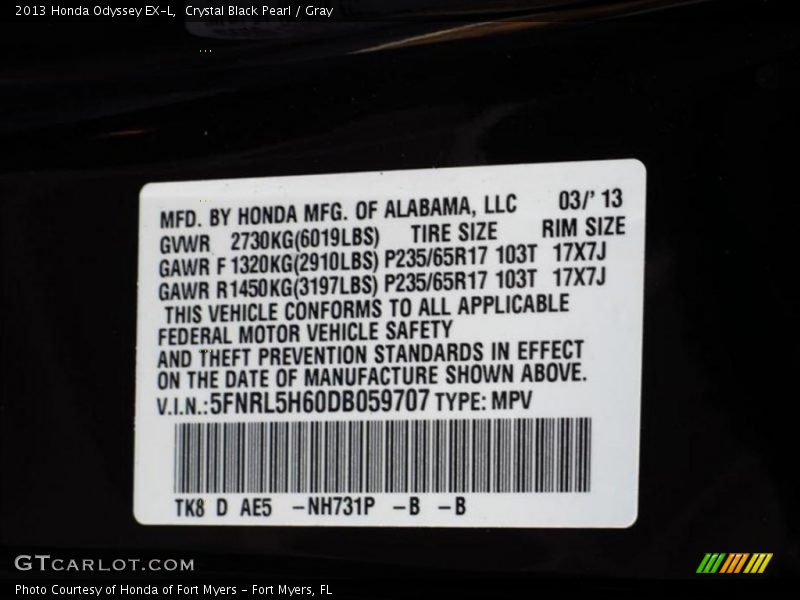 2013 Honda Odyssey EX-L, Crystal Black Pearl / Gray
MFD. BY HONDA MFG. OF ALABAMA, LLC 03/' 13
GVWR 2730KG(6019LBS) TIRE SIZE RIM SIZE
GAWR F 1320KG(2910LBS) P235/65R17 103T 17X7J
GAWR R1450KG(3197LBS) P235/65R17 103T 17X7J
THIS VEHICLE CONFORMS TO ALL APPLICABLE
FEDERAL MOTOR VEHICLE SAFETY
AND THEFT PREVENTION STANDARDS IN EFFECT
ON THE DATE OF MANUFACTURE SHOWN ABOVE.
V.I.N.:5FNRL5H60DB059707 TYPE: MPV
TK8 D AE5 -NH731P -B -B
GTCARLOT.COM
Photo Courtesy of Honda of Fort Myers - Fort Myers, FL